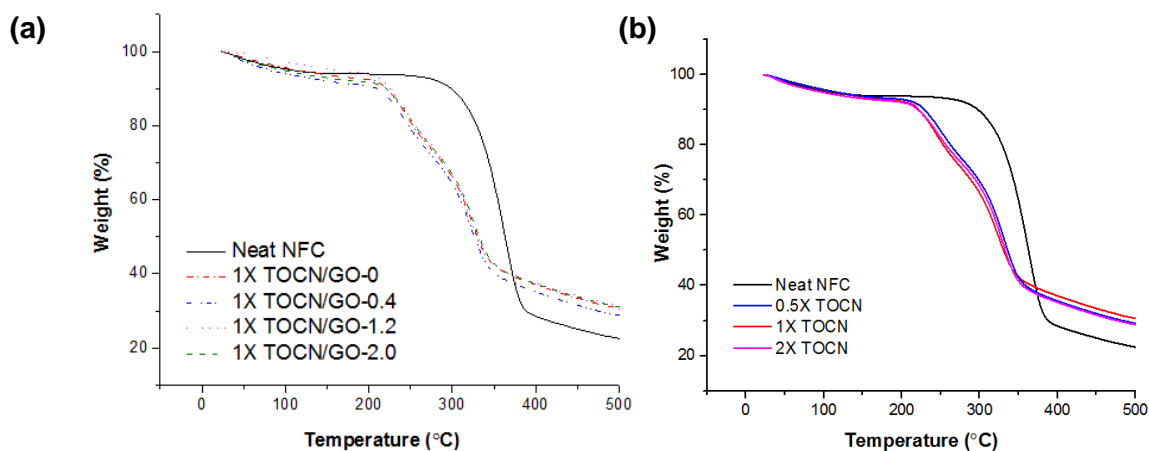 (a)
100
80
60
40
20
Weight (%)
Neat NFC
1X TOCN/GO-0
1X TOCN/GO-0.4
1X TOCN/GO-1.2
1X TOCN/GO-2.0
0 100 200 300 400 500
Temperature (°C)
(b)
100
80
60
40
20
Weight (%)
Neat NFC
0.5X TOCN
1X TOCN
2X TOCN
0 100 200 300 400 500
Temperature (°C)